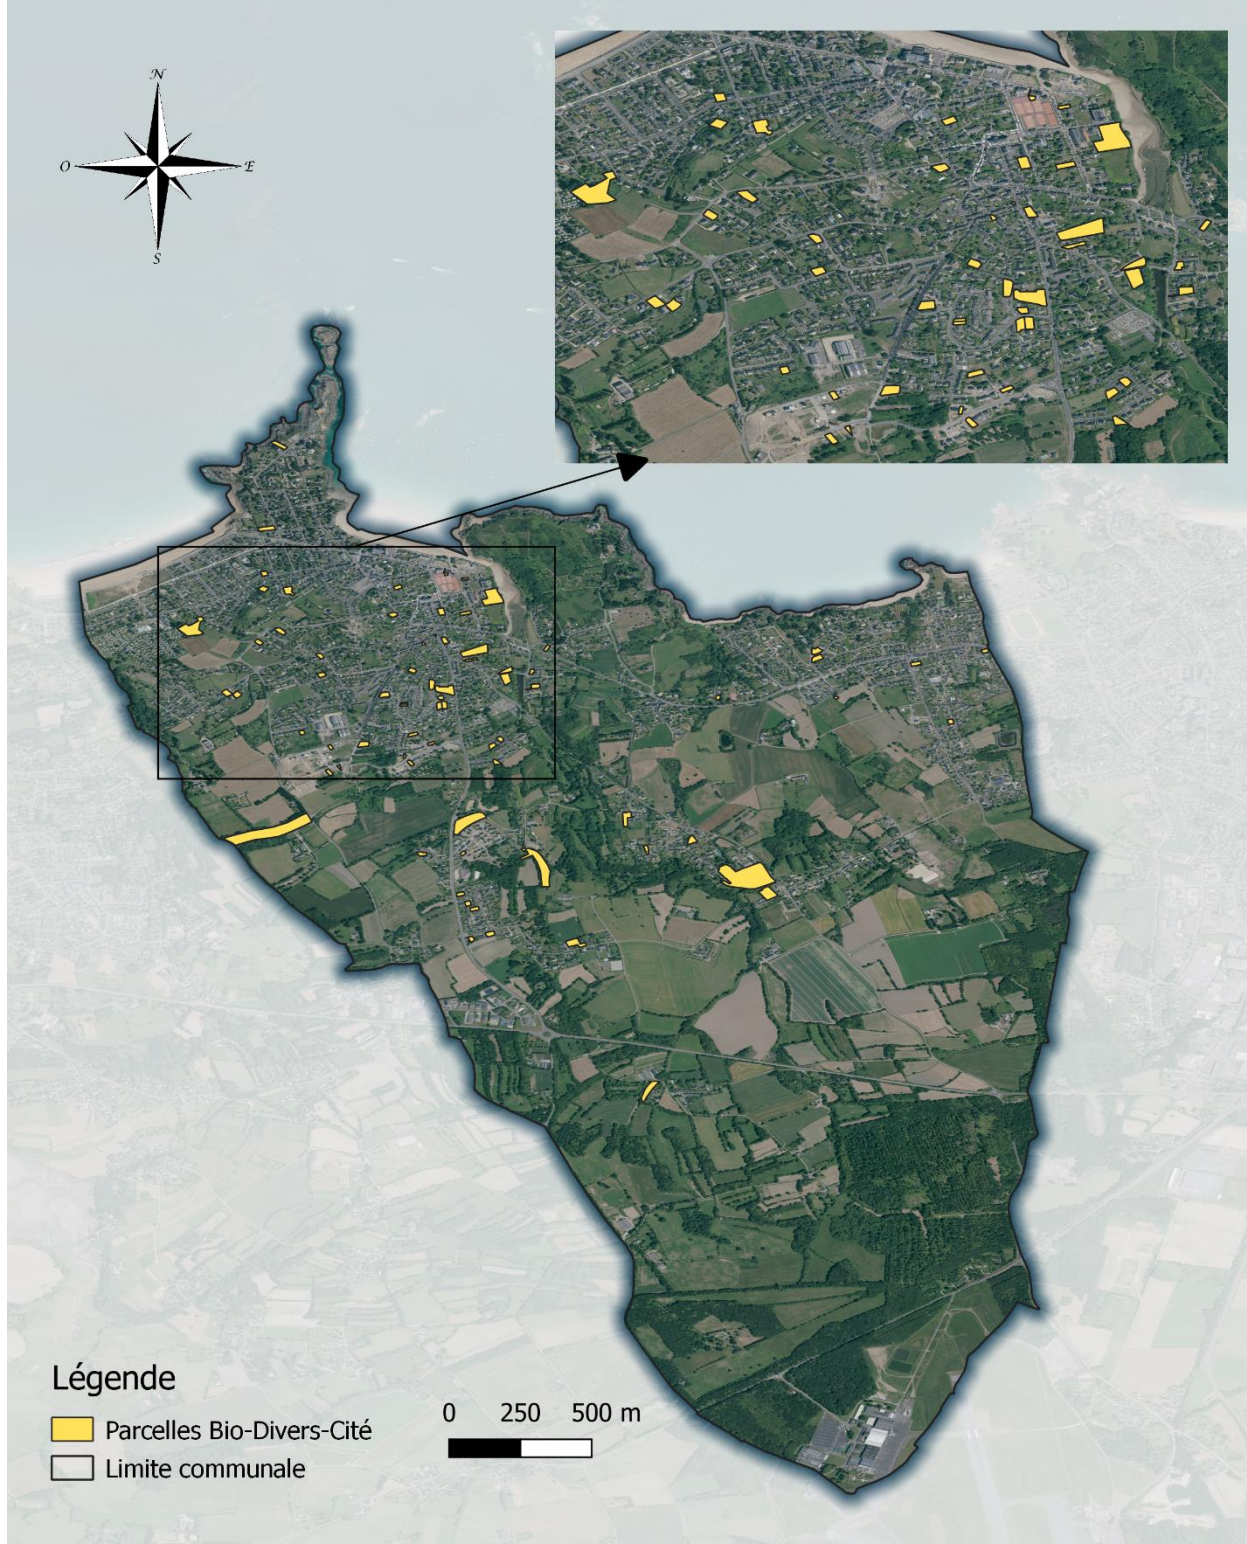 N
O
E
S
Légende
Parcelles Bio-Divers-Cité
Limite communale
0 250 500 m